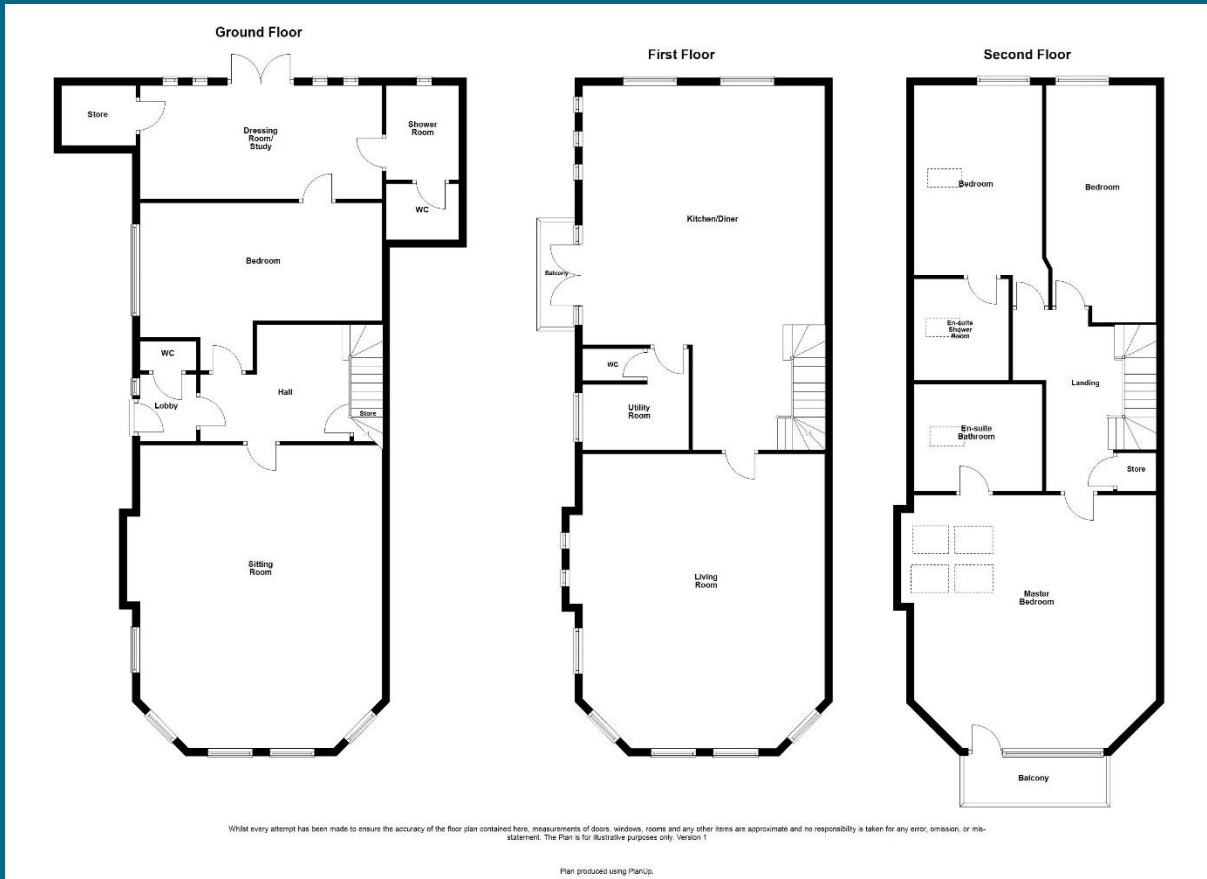 Ground Floor
First Floor
Second Floor
Store
Dressing
Room/
Study
Shower
Room
WC
Bedroom
WC
Lobby
Hall
Store
Sitting
Room
Kitchen/Diner
Balcony
WC
Utility
Room
Living
Room
Bedroom
Bedroom
En-suite
Shower
Room
Landing
En-suite
Bathroom
Store
Master
Bedroom
Balcony
Whilst every attempt has been made to ensure the accuracy of the floor plan contained here, measurements of doors, windows, rooms and any other items are approximate and no responsibility is taken for any error, omission, or mis-
statement. The Plan is for illustrative purposes only. Version 1
Plan produced using PlanUp.